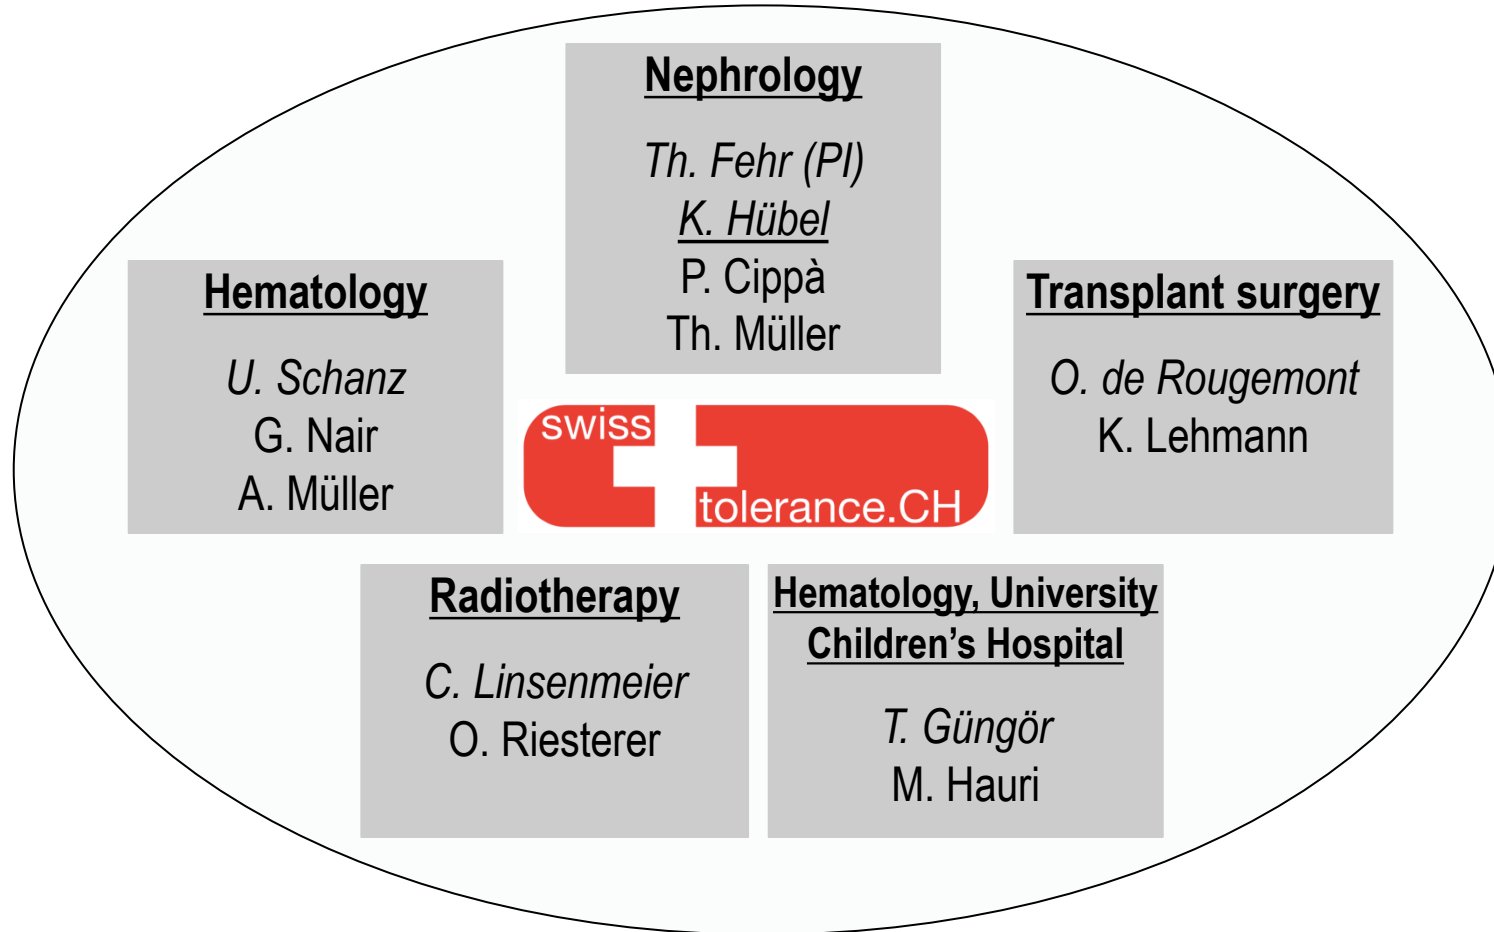 Nephrology
Th. Fehr (PI)
K. Hübel
P. Cippà
Th. Müller
Hematology
U. Schanz
G. Nair
A. Müller
swiss
tolerance.CH
Transplant surgery
O. de Rougemont
K. Lehmann
Radiotherapy
C. Linsenmeier
O. Riesterer
Hematology, University
Children’s Hospital
T. Güngör
M. Hauri